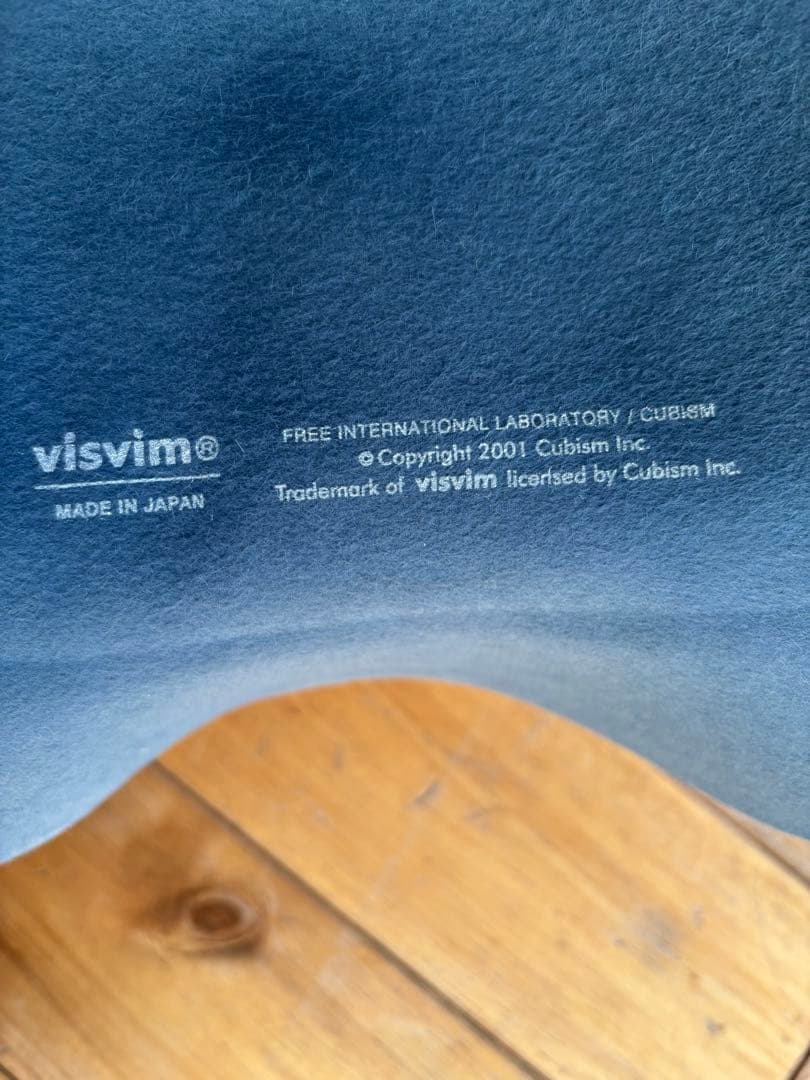 visvim®
MADE IN JAPAN
FREE INTERNATIONAL LABORATORY / CUBISM
© Copyright 2001 Cubism Inc.
Trademark of visvim licensed by Cubism Inc.